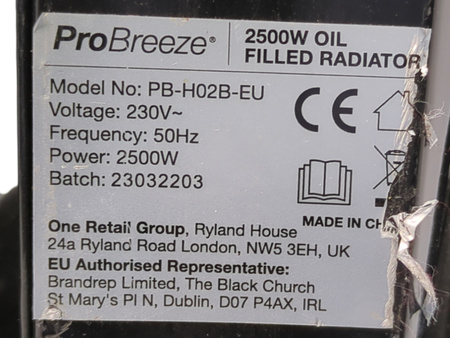 ProBreeze®
2500W OIL
FILLED RADIATOR
Model No: PB-H02B-EU
Voltage: 230V~
Frequency: 50Hz
Power: 2500W
Batch: 23032203
CE
MADE IN
One Retail Group, Ryland House
24a Ryland Road London, NW5 3EH, UK
EU Authorised Representative:
Brandrep Limited, The Black Church
St Mary's Pl N, Dublin, D07 P4AX, IRL